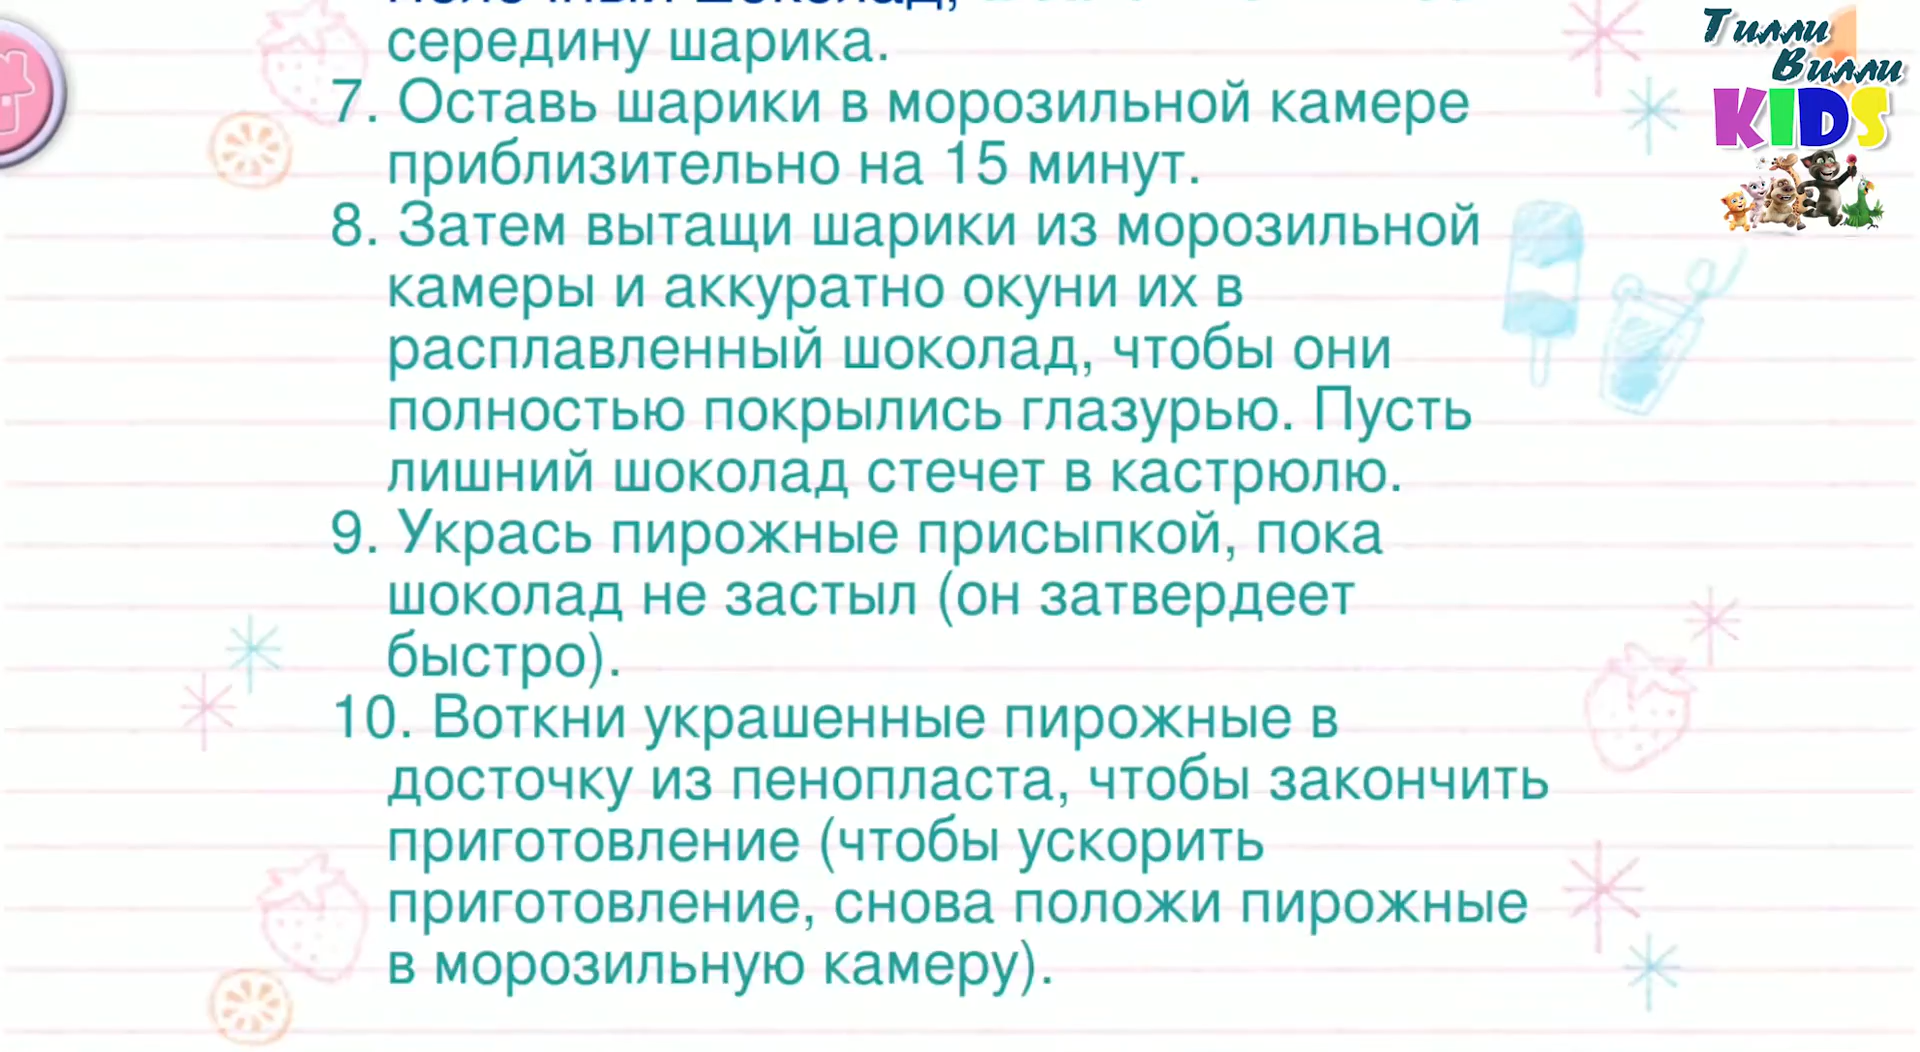 середину шарика.
7. Оставь шарики в морозильной камере
приблизительно на 15 минут.
8. Затем вытащи шарики из морозильной
камеры и аккуратно окуни их в
расплавленный шоколад, чтобы они
полностью покрылись глазурью. Пусть
лишний шоколад стечет в кастрюлю.
9. Укрась пирожные присыпкой, пока
шоколад не застыл (он затвердеет
быстро).
10. Воткни украшенные пирожные в
досточку из пенопласта, чтобы закончить
приготовление (чтобы ускорить
приготовление, снова положи пирожные
в морозильную камеру).
Тилли
Вилли
KIDS